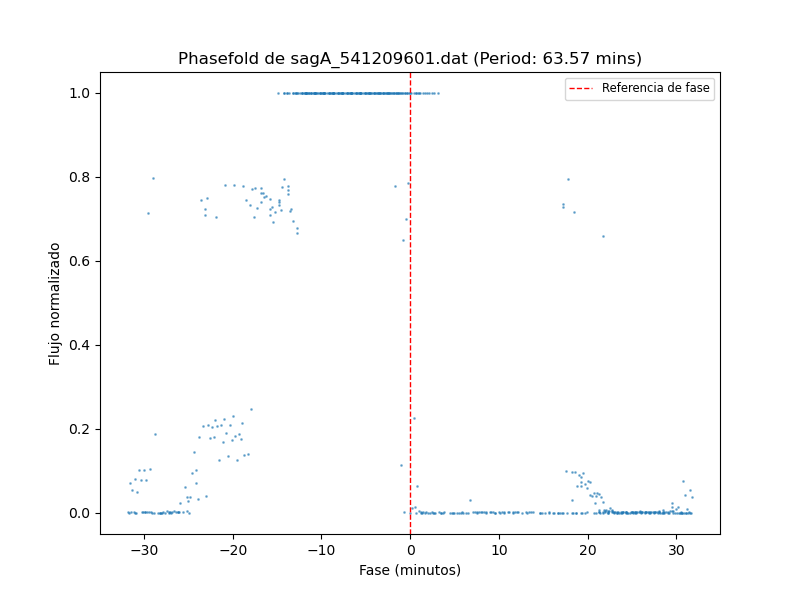 Phasefold de sagA_541209601.dat (Period: 63.57 mins)
Referencia de fase
1.0
0.8
0.6
0.4
0.2
0.0
Flujo normalizado
−30 −20 −10 0 10 20 30
Fase (minutos)